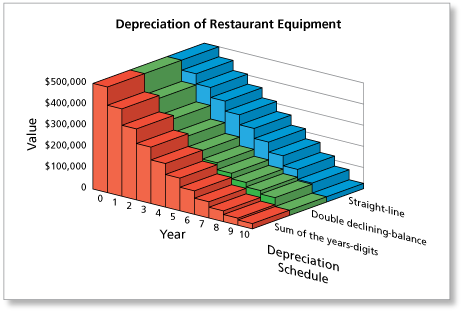 Depreciation of Restaurant Equipment
$500,000
$400,000
$300,000
$200,000
$100,000
0
Value
0 1 2 3 4 5 6 7 8 9 10
Year
Straight-line
Double declining-balance
Sum of the years-digits
Depreciation
Schedule